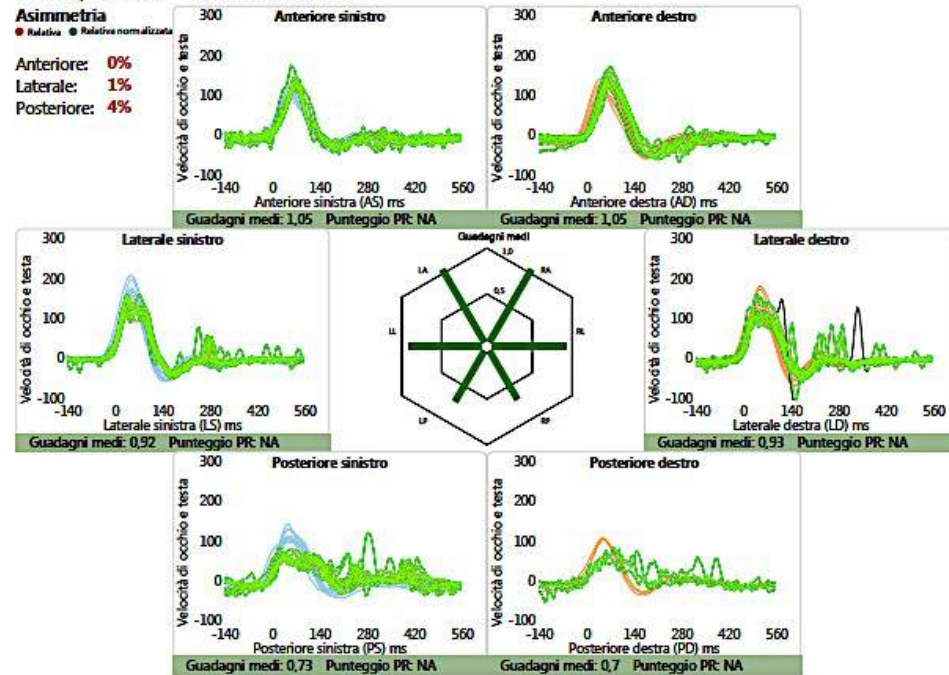 Asimmetria
Relativa Relativa normalizzata
Anteriore: 0%
Laterale: 1%
Posteriore: 4%
Anteriore sinistro
Velocità di occhio e testa
300
200
100
0
-100
-140 0 140 280 420 560
Anteriore sinistra (AS) ms
Guadagni medi: 1,05 Punteggio PR: NA
Anteriore destro
Velocità di occhio e testa
300
200
100
0
-100
-140 0 140 280 420 560
Anteriore destra (AD) ms
Guadagni medi: 1,05 Punteggio PR: NA
Laterale sinistro
Velocità di occhio e testa
300
200
100
0
-100
-140 0 140 280 420 560
Laterale sinistra (LS) ms
Guadagni medi: 0,92 Punteggio PR: NA
Guadagni medi
1,0
0,5
LA RA
LL RL
LP RP
Laterale destro
Velocità di occhio e testa
300
200
100
0
-100
-140 0 140 280 420 560
Laterale destra (LD) ms
Guadagni medi: 0,93 Punteggio PR: NA
Posteriore sinistro
Velocità di occhio e testa
300
200
100
0
-100
-140 0 140 280 420 560
Posteriore sinistra (PS) ms
Guadagni medi: 0,73 Punteggio PR: NA
Posteriore destro
Velocità di occhio e testa
300
200
100
0
-100
-140 0 140 280 420 560
Posteriore destra (PD) ms
Guadagni medi: 0,7 Punteggio PR: NA